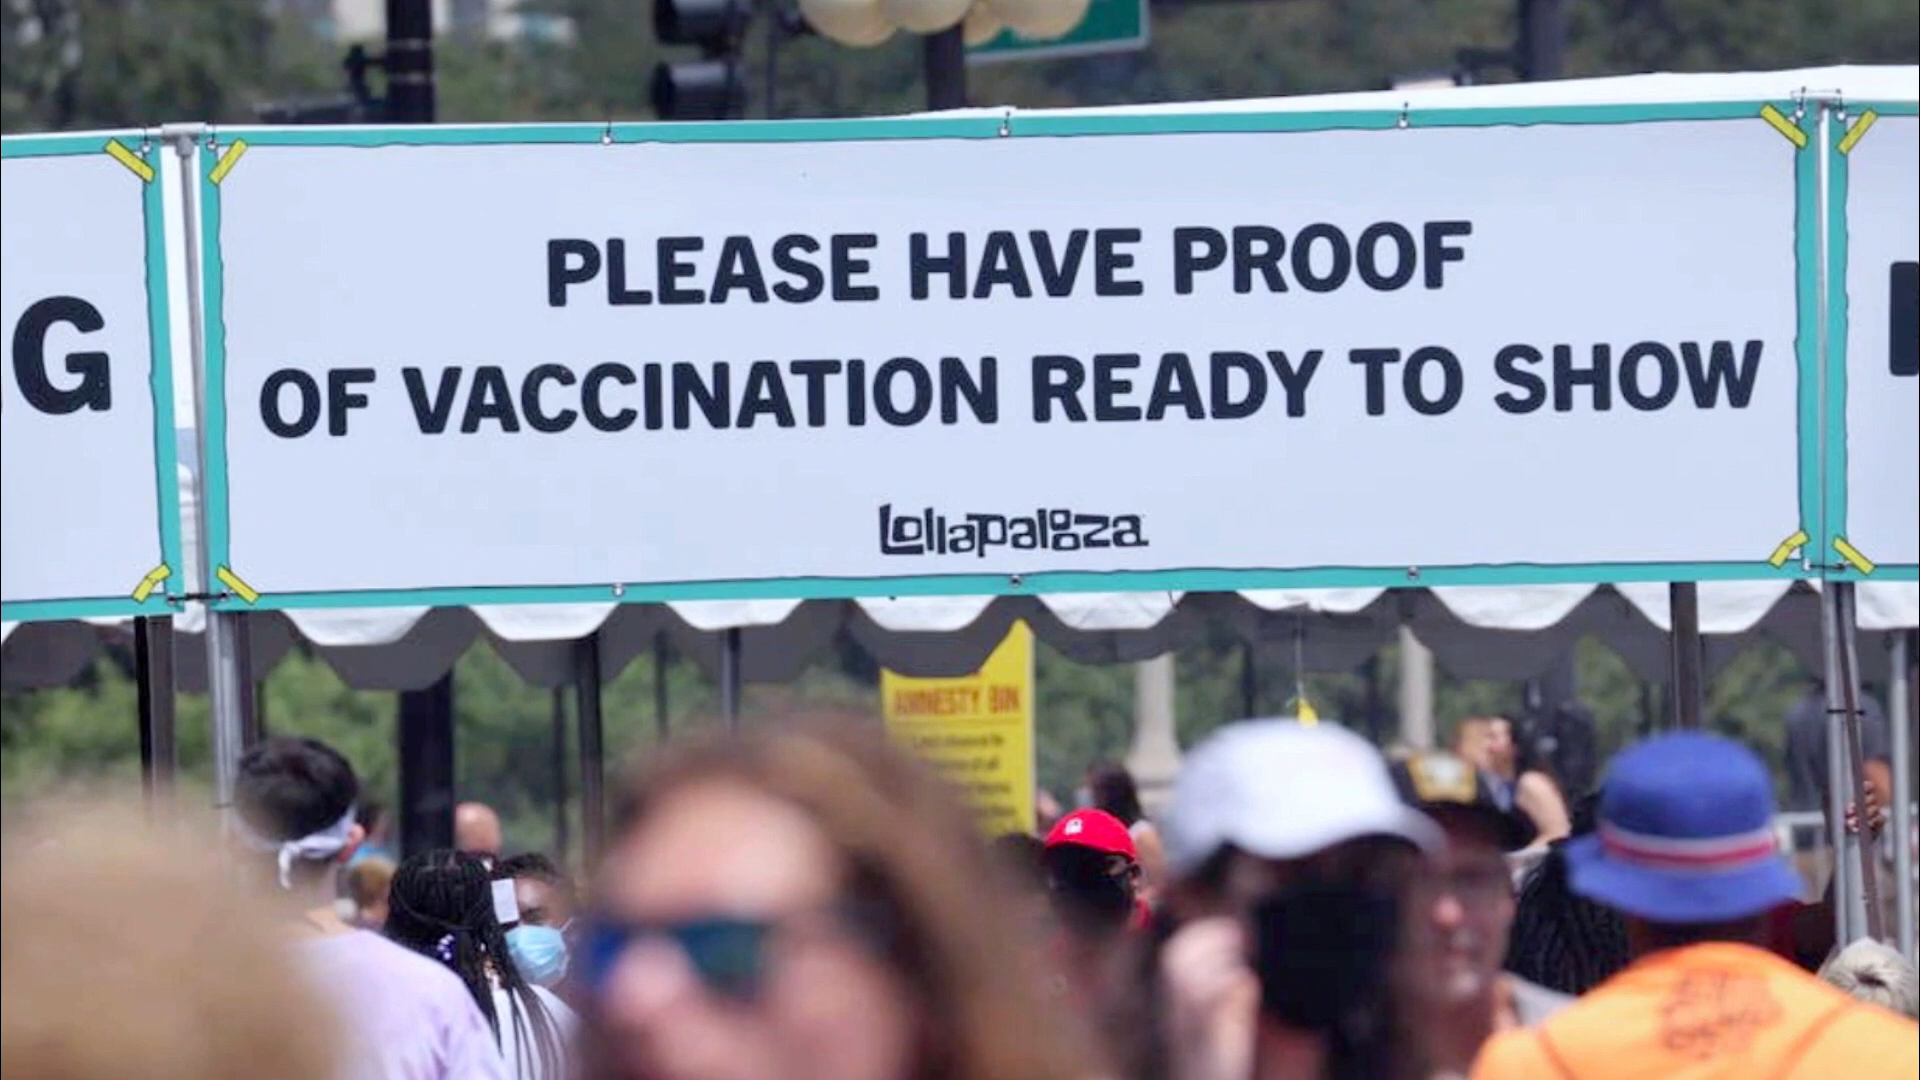 G
PLEASE HAVE PROOF
OF VACCINATION READY TO SHOW
Lollapalooza
AMNESTY BIN